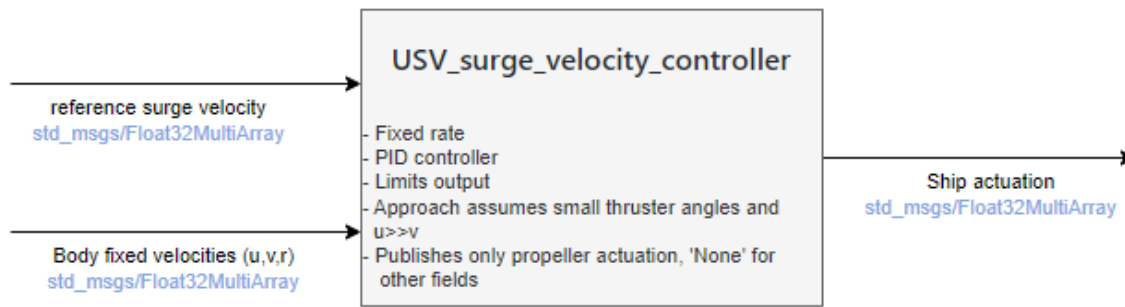 USV_surge_velocity_controller
reference surge velocity
std_msgs/Float32MultiArray
- Fixed rate
- PID controller
- Limits output
- Approach assumes small thruster angles and
u>>v
- Publishes only propeller actuation, 'None' for
other fields
Body fixed velocities (u,v,r)
std_msgs/Float32MultiArray
Ship actuation
std_msgs/Float32MultiArray